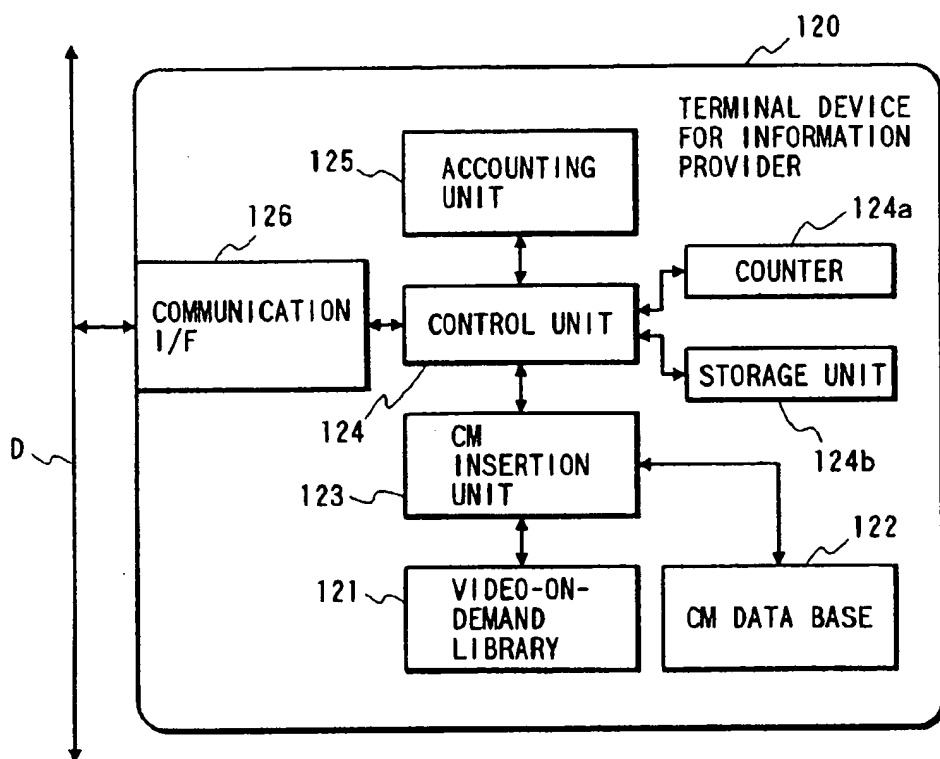 120
TERMINAL DEVICE
FOR INFORMATION
PROVIDER
125
ACCOUNTING
UNIT
126
124a
COUNTER
COMMUNICATION
I/F
CONTROL UNIT
STORAGE UNIT
124
124b
D
CM
INSERTION
UNIT
123
122
121
VIDEO-ON-
DEMAND
LIBRARY
CM DATA BASE